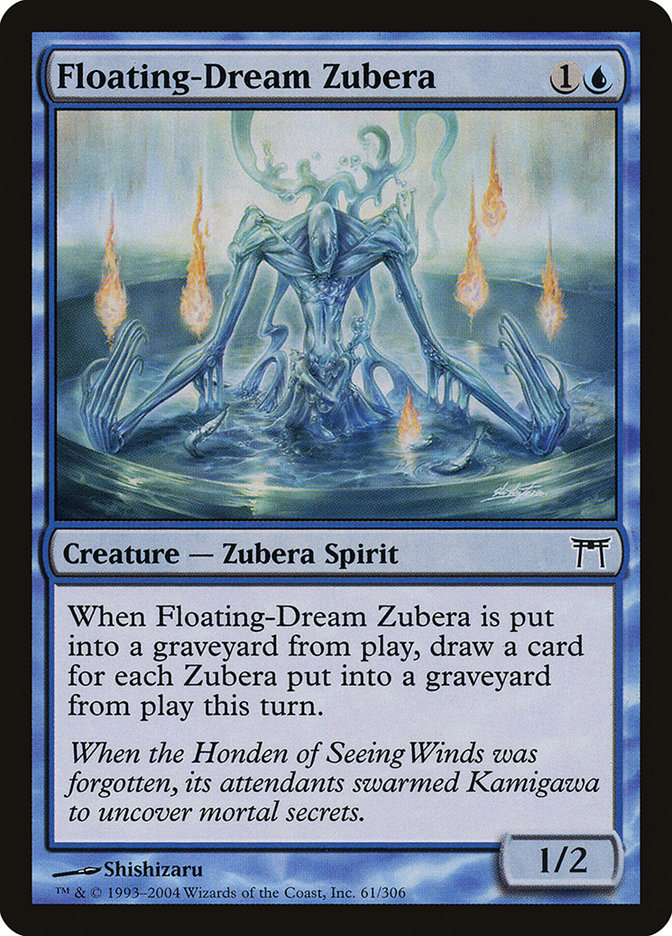 Floating-Dream Zubera 1
Creature — Zubera Spirit
When Floating-Dream Zubera is put
into a graveyard from play, draw a card
for each Zubera put into a graveyard
from play this turn.
When the Honden of Seeing Winds was
forgotten, its attendants swarmed Kamigawa
to uncover mortal secrets.
1/2
Shishizaru
™ & © 1993–2004 Wizards of the Coast, Inc. 61/306